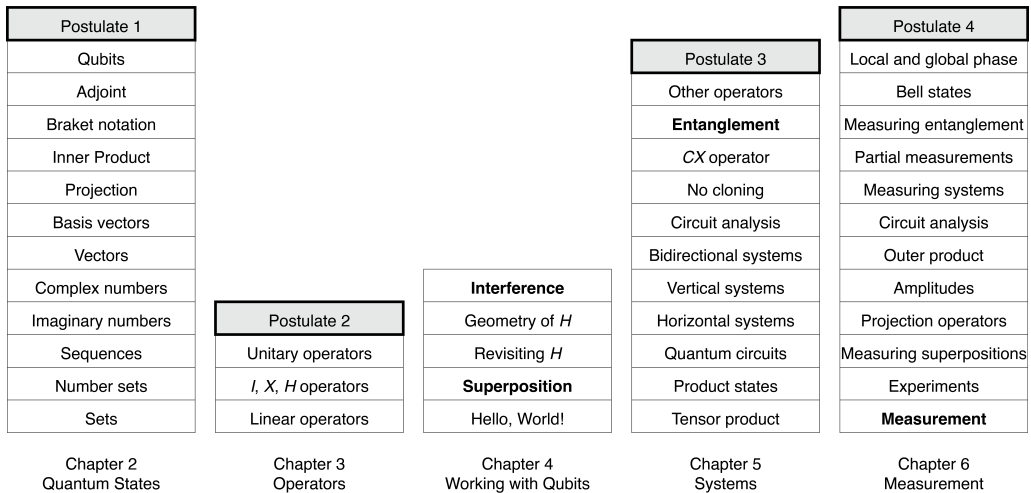 Postulate 1
Qubits
Adjoint
Braket notation
Inner Product
Projection
Basis vectors
Vectors
Complex numbers
Imaginary numbers
Sequences
Number sets
Sets
Chapter 2
Quantum States
Postulate 2
Unitary operators
I, X, H operators
Linear operators
Chapter 3
Operators
Interference
Geometry of H
Revisiting H
Superposition
Hello, World!
Chapter 4
Working with Qubits
Postulate 3
Other operators
Entanglement
CX operator
No cloning
Circuit analysis
Bidirectional systems
Vertical systems
Horizontal systems
Quantum circuits
Product states
Tensor product
Chapter 5
Systems
Postulate 4
Local and global phase
Bell states
Measuring entanglement
Partial measurements
Measuring systems
Circuit analysis
Outer product
Amplitudes
Projection operators
Measuring superpositions
Experiments
Measurement
Chapter 6
Measurement